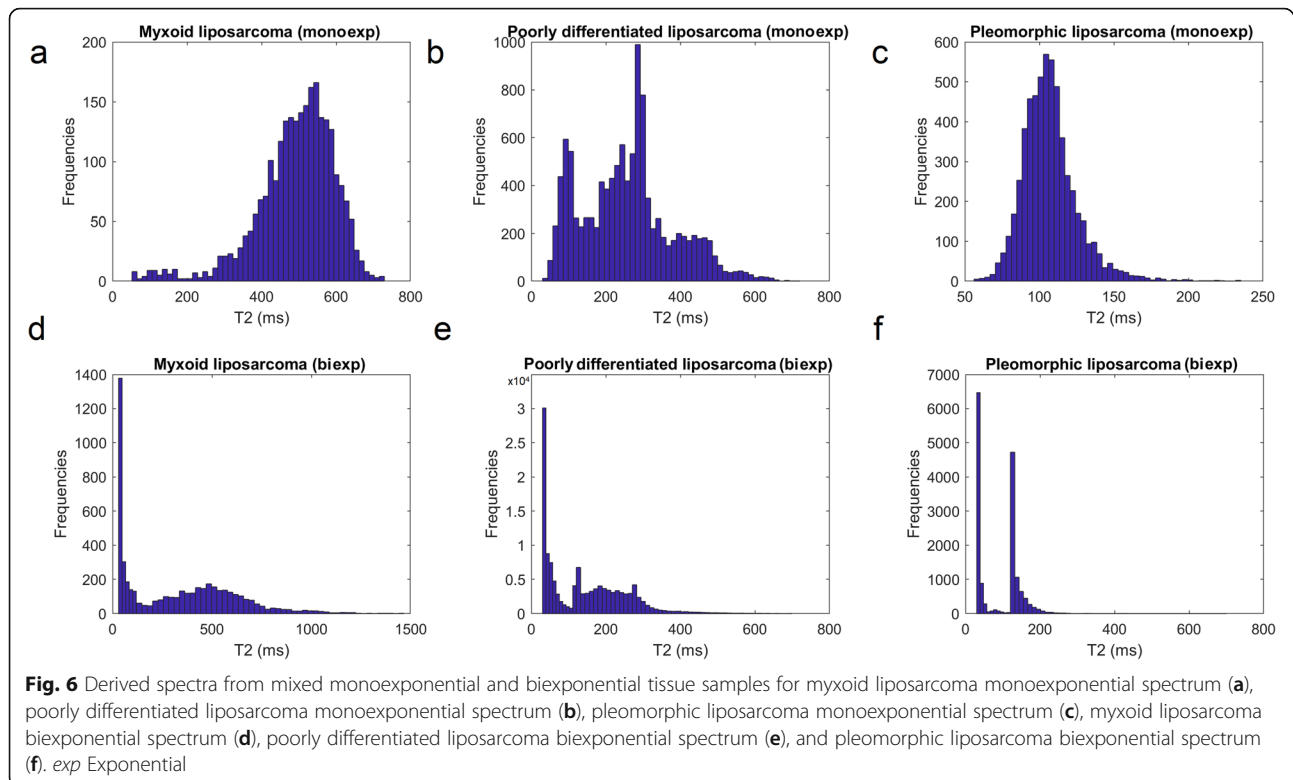 a
Myxoid liposarcoma (monoexp)
200
150
100
50
0
0 200 400 600 800
T2 (ms)
Frequencies
b
Poorly differentiated liposarcoma (monoexp)
1000
800
600
400
200
0
0 200 400 600 800
T2 (ms)
Frequencies
c
Pleomorphic liposarcoma (monoexp)
600
500
400
300
200
100
0
50 100 150 200 250
T2 (ms)
Frequencies
d
Myxoid liposarcoma (biexp)
1400
1200
1000
800
600
400
200
0
0 500 1000 1500
T2 (ms)
Frequencies
e
Poorly differentiated liposarcoma (biexp)
×10⁴
3
2.5
2
1.5
1
0.5
0
0 200 400 600 800
T2 (ms)
Frequencies
f
Pleomorphic liposarcoma (biexp)
7000
6000
5000
4000
3000
2000
1000
0
0 200 400 600 800
T2 (ms)
Frequencies
Fig. 6 Derived spectra from mixed monoexponential and biexponential tissue samples for myxoid liposarcoma monoexponential spectrum (a),
poorly differentiated liposarcoma monoexponential spectrum (b), pleomorphic liposarcoma monoexponential spectrum (c), myxoid liposarcoma
biexponential spectrum (d), poorly differentiated liposarcoma biexponential spectrum (e), and pleomorphic liposarcoma biexponential spectrum
(f). exp Exponential